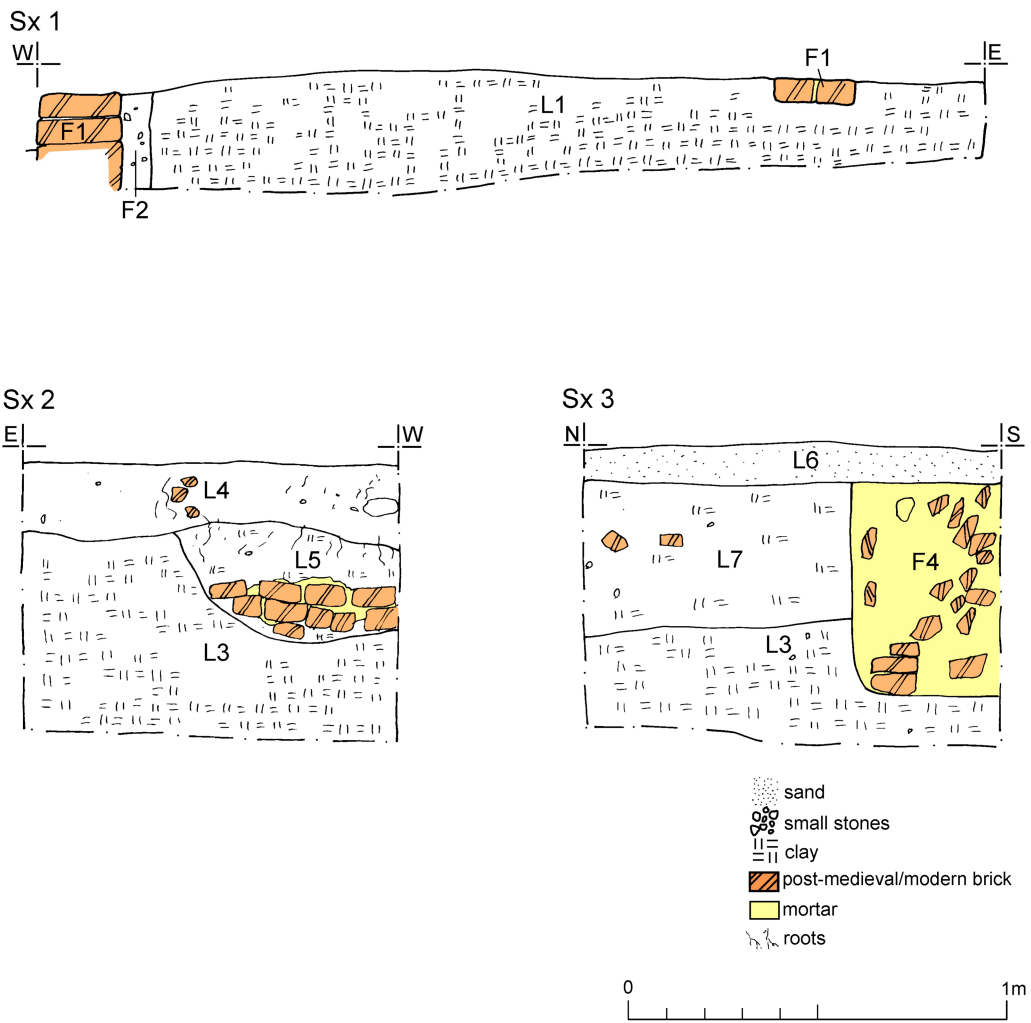 Sx 1
W
E
F1
L1
F1
F2
Sx 2
Sx 3
E
W
N
S
L6
L4
L5
L7
F4
L3
L3
sand
small stones
clay
post-medieval/modern brick
mortar
roots
0 1m